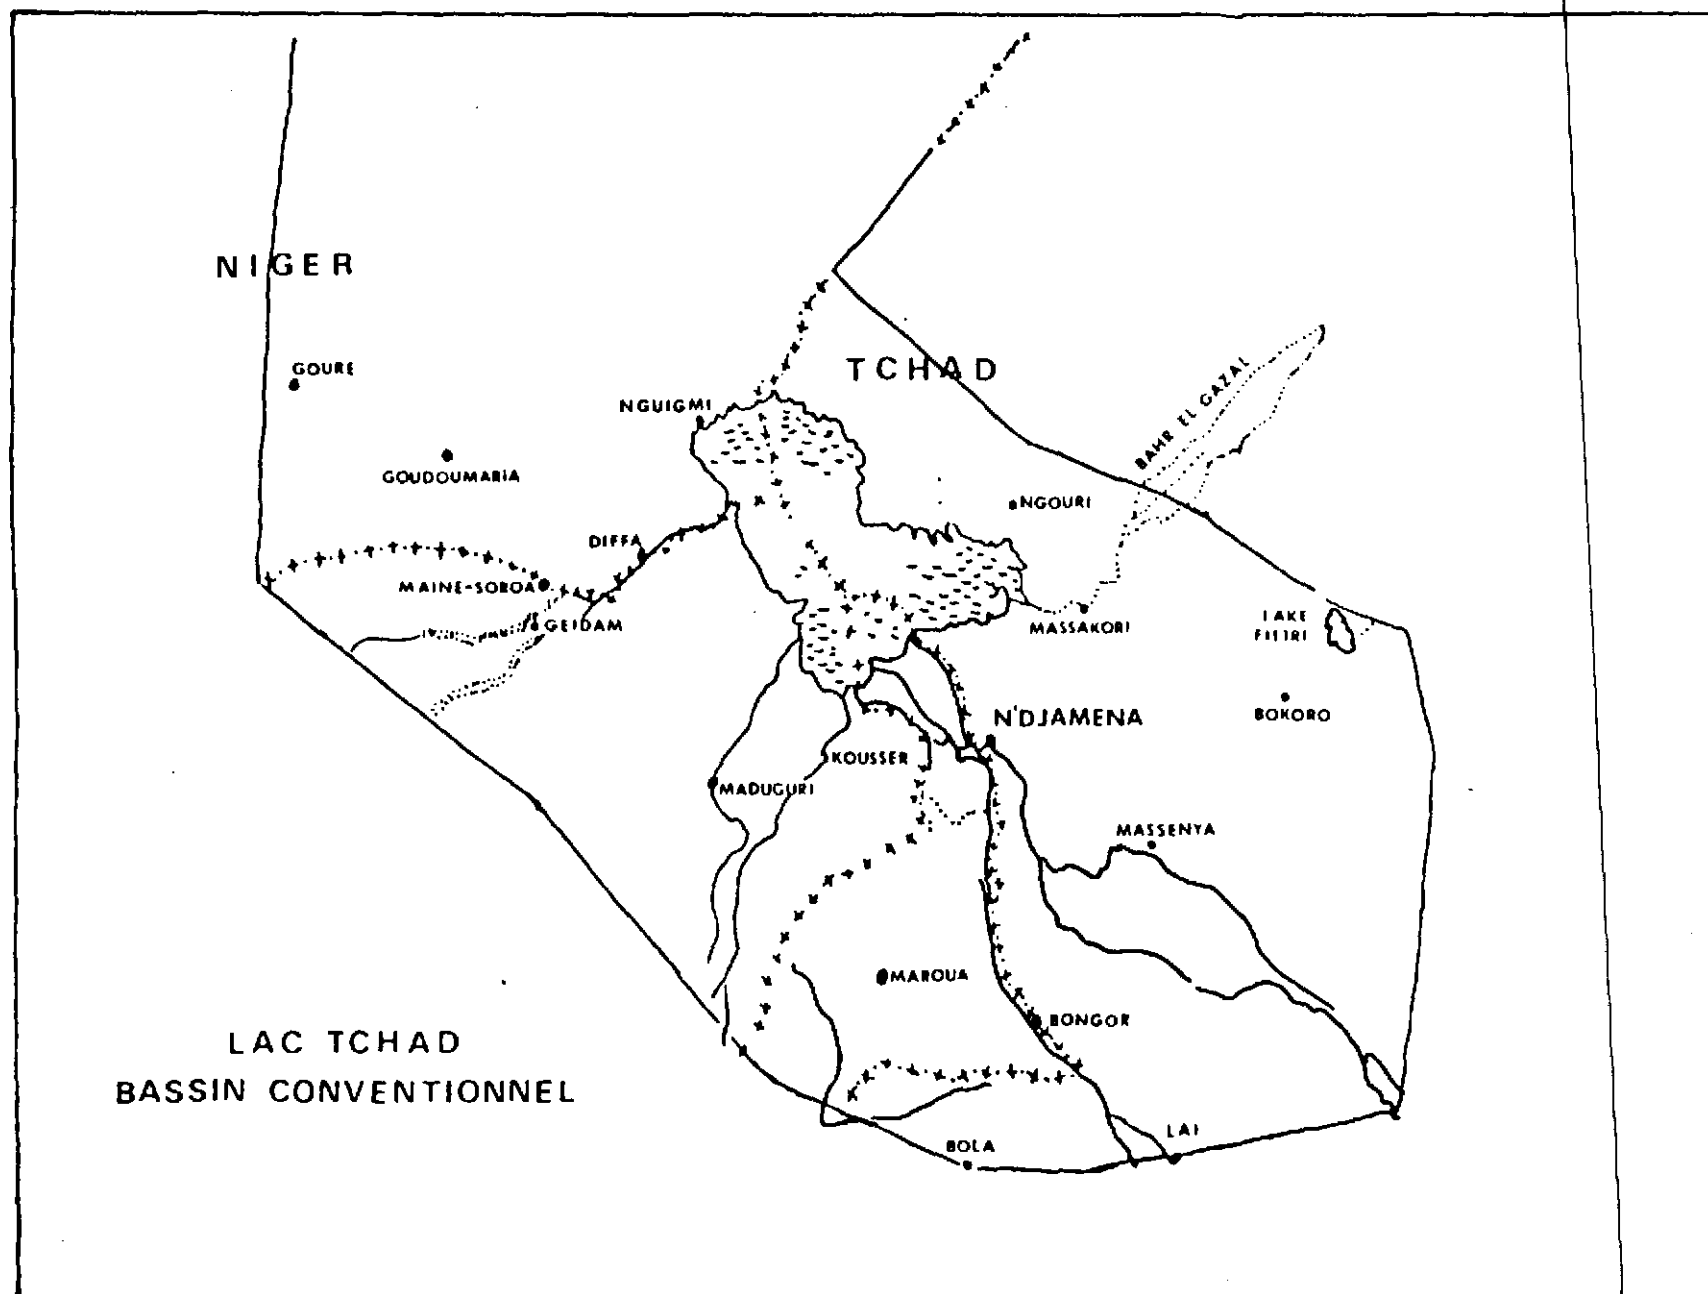 NIGER
GOURE
TCHAD
BAHR EL GAZAL
NGUIGMI
GOUDOUMARIA
NGOURI
DIFFA
MAINE-SOROA
GEIDAM
MASSAKORI
LAKE
FITRI
BOKORO
N'DJAMENA
KOUSSER
MADUGURI
MASSENYA
MAROUA
BONGOR
LAC TCHAD
BASSIN CONVENTIONNEL
LAI
BOLA